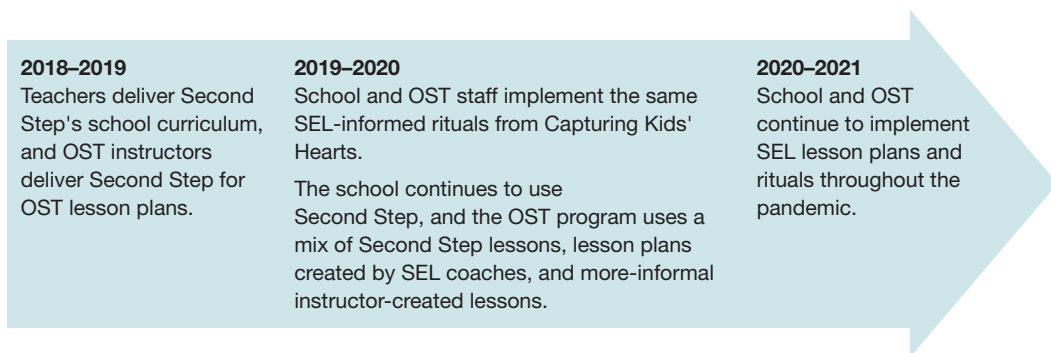 2018–2019
Teachers deliver Second
Step's school curriculum,
and OST instructors
deliver Second Step for
OST lesson plans.
2019–2020
School and OST staff implement the same
SEL-informed rituals from Capturing Kids'
Hearts.
The school continues to use
Second Step, and the OST program uses a
mix of Second Step lessons, lesson plans
created by SEL coaches, and more-informal
instructor-created lessons.
2020–2021
School and OST
continue to implement
SEL lesson plans and
rituals throughout the
pandemic.